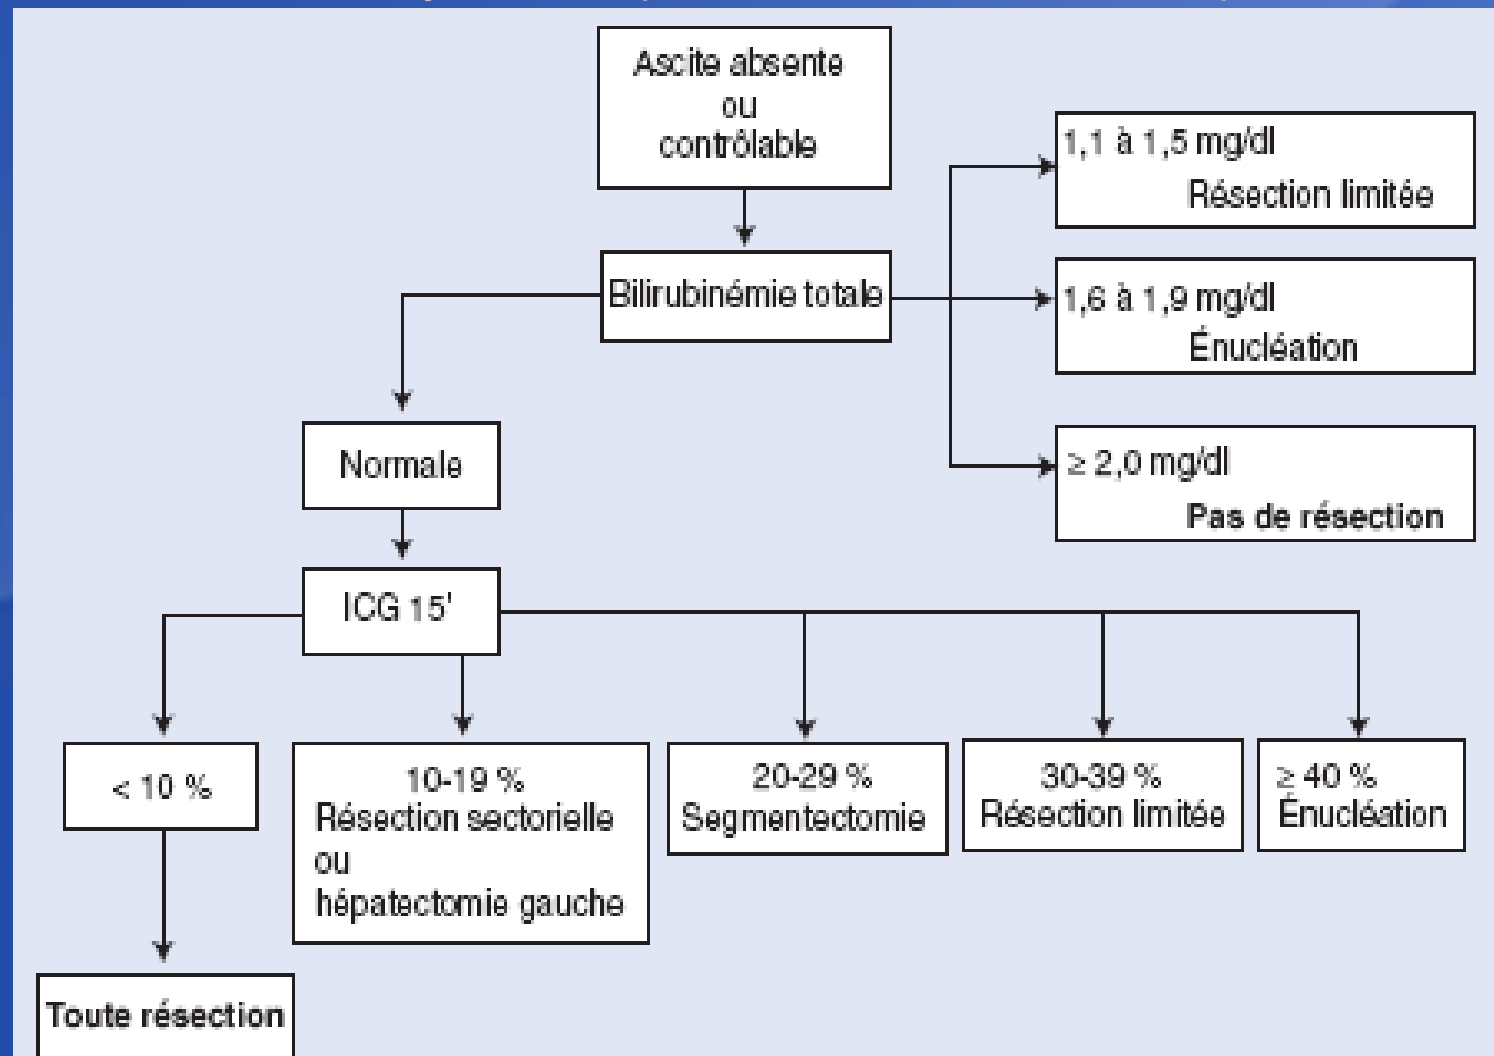 Ascite absente
ou
contrôlable
1,1 à 1,5 mg/dl
Résection limitée
Bilirubinémie totale
1,6 à 1,9 mg/dl
Énucléation
≥ 2,0 mg/dl
Pas de résection
Normale
ICG 15'
< 10 %
10-19 %
Résection sectorielle
ou
hépatectomie gauche
20-29 %
Segmentectomie
30-39 %
Résection limitée
≥ 40 %
Énucléation
Toute résection